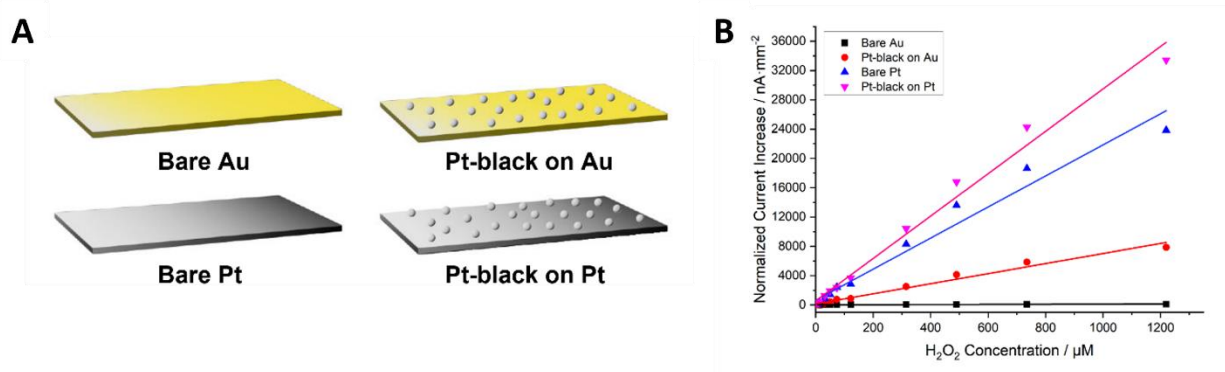 A
Bare Au
Pt-black on Au
Bare Pt
Pt-black on Pt
B
Normalized Current Increase / nA·mm⁻²
36000
32000
28000
24000
20000
16000
12000
8000
4000
0
Bare Au
Pt-black on Au
Bare Pt
Pt-black on Pt
0
200
400
600
800
1000
1200
H₂O₂ Concentration / µM